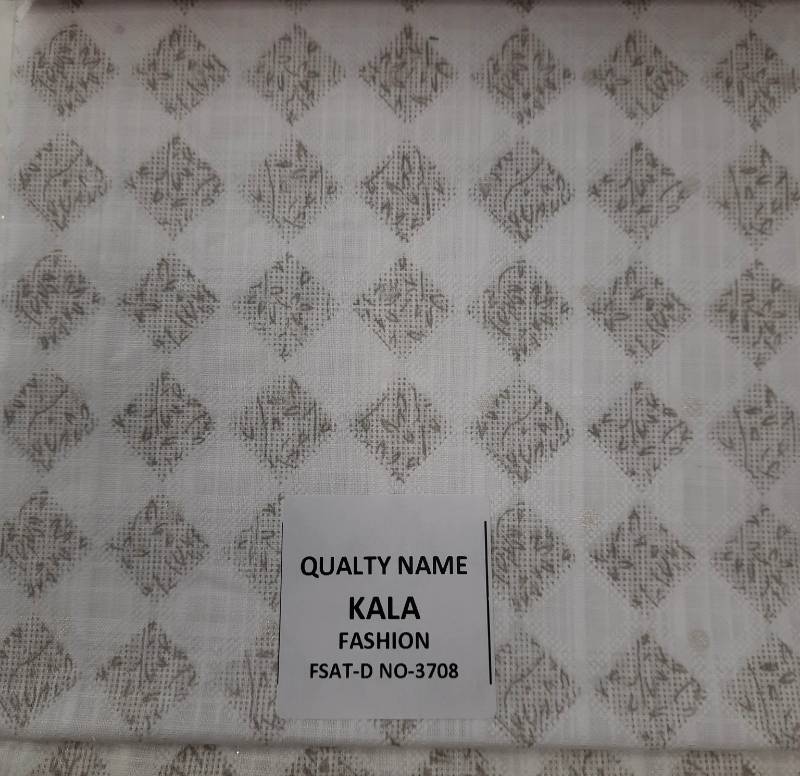 QUALTY NAME
KALA
FASHION
FSAT-D NO-3708